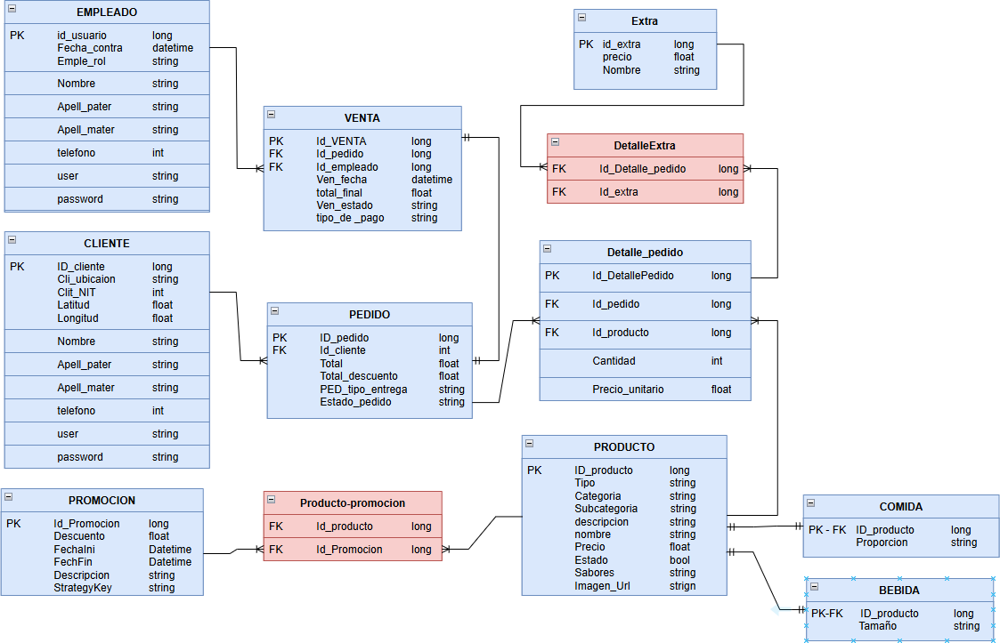 EMPLEADO
PK id_usuario long
Fecha_contra datetime
Emple_rol string
Nombre string
Apell_pater string
Apell_mater string
telefono int
user string
password string
CLIENTE
PK ID_cliente long
Cli_ubicaion string
Clit_NIT int
Latitud float
Longitud float
Nombre string
Apell_pater string
Apell_mater string
telefono int
user string
password string
PROMOCION
PK Id_Promocion long
Descuento float
FechaIni Datetime
FechFin Datetime
Descripcion string
StrategyKey string
VENTA
PK Id_VENTA long
FK Id_pedido long
FK Id_empleado long
Ven_fecha datetime
total_final float
Ven_estado string
tipo_de _pago string
PEDIDO
PK ID_pedido long
FK Id_cliente int
Total float
Total_descuento float
PED_tipo_entrega string
Estado_pedido string
Producto-promocion
FK Id_producto long
FK Id_Promocion long
Extra
PK id_extra long
precio float
Nombre string
DetalleExtra
FK Id_Detalle_pedido long
FK Id_extra long
Detalle_pedido
PK Id_DetallePedido long
FK Id_pedido long
FK Id_producto long
Cantidad int
Precio_unitario float
PRODUCTO
PK ID_producto long
Tipo string
Categoria string
Subcategoria string
descripcion string
nombre string
Precio float
Estado bool
Sabores string
Imagen_Url strign
COMIDA
PK - FK ID_producto long
Proporcion string
BEBIDA
PK-FK ID_producto long
Tamaño string